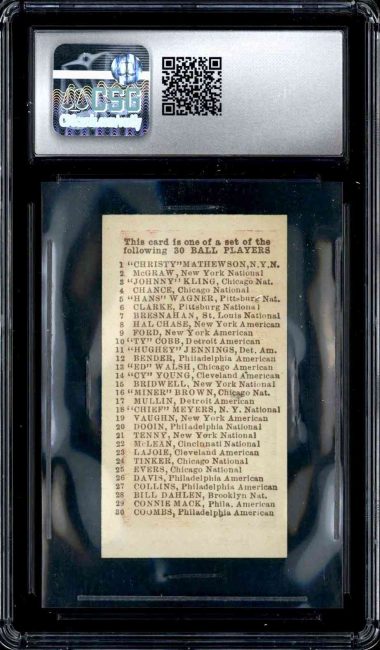 CSG
This card is one of a set of the
following 30 BALL PLAYERS
1 "CHRISTY" MATHEWSON, N.Y.N.
2 McGRAW, New York National
3 "JOHNNY" KLING, Chicago Nat.
4 CHANCE, Chicago National
5 "HANS" WAGNER, Pittsburg Nat.
6 CLARKE, Pittsburg National
7 BRESNAHAN, St. Louis National
8 HAL CHASE, New York American
9 FORD, New York American
10 "TY" COBB, Detroit American
11 "HUGHEY" JENNINGS, Det. Am.
12 BENDER, Philadelphia American
13 "ED" WALSH, Chicago American
14 "CY" YOUNG, Cleveland American
15 BRIDWELL, New York National
16 "MINER" BROWN, Chicago Nat.
17 MULLIN, Detroit American
18 "CHIEF" MEYERS, N. Y. National
19 VAUGHN, New York American
20 DOOIN, Philadelphia National
21 TENNY, New York National
22 McLEAN, Cincinnati National
23 LAJOIE, Cleveland American
24 TINKER, Chicago National
25 EVERS, Chicago National
26 DAVIS, Philadelphia American
27 COLLINS, Philadelphia American
28 BILL DAHLEN, Brooklyn Nat.
29 CONNIE MACK, Phila. American
30 COOMBS, Philadelphia American